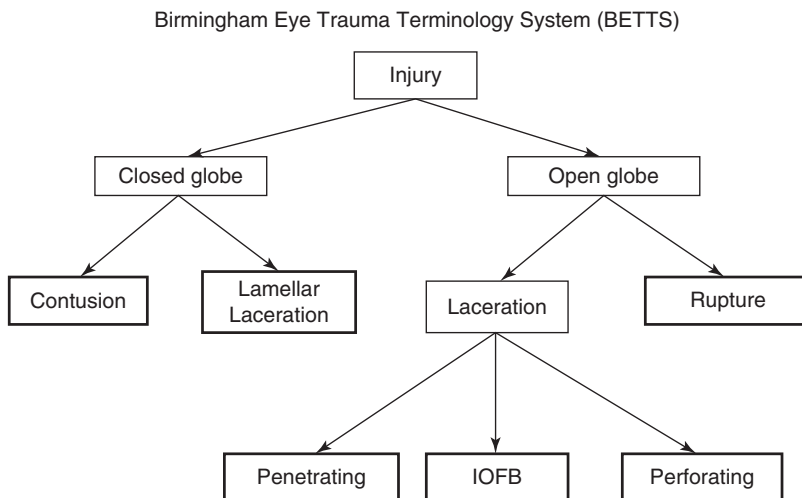 Birmingham Eye Trauma Terminology System (BETTS)
Injury
Closed globe
Open globe
Contusion
Lamellar
Laceration
Laceration
Rupture
Penetrating
IOFB
Perforating